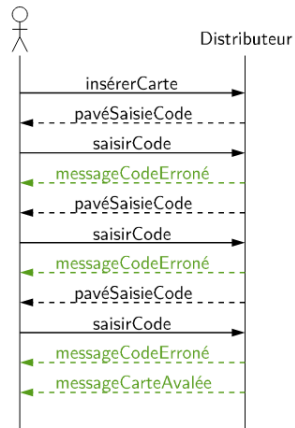 Distributeur
insérerCarte
pavéSaisieCode
saisirCode
messageCodeErroné
pavéSaisieCode
saisirCode
messageCodeErroné
pavéSaisieCode
saisirCode
messageCodeErroné
messageCarteAvalée